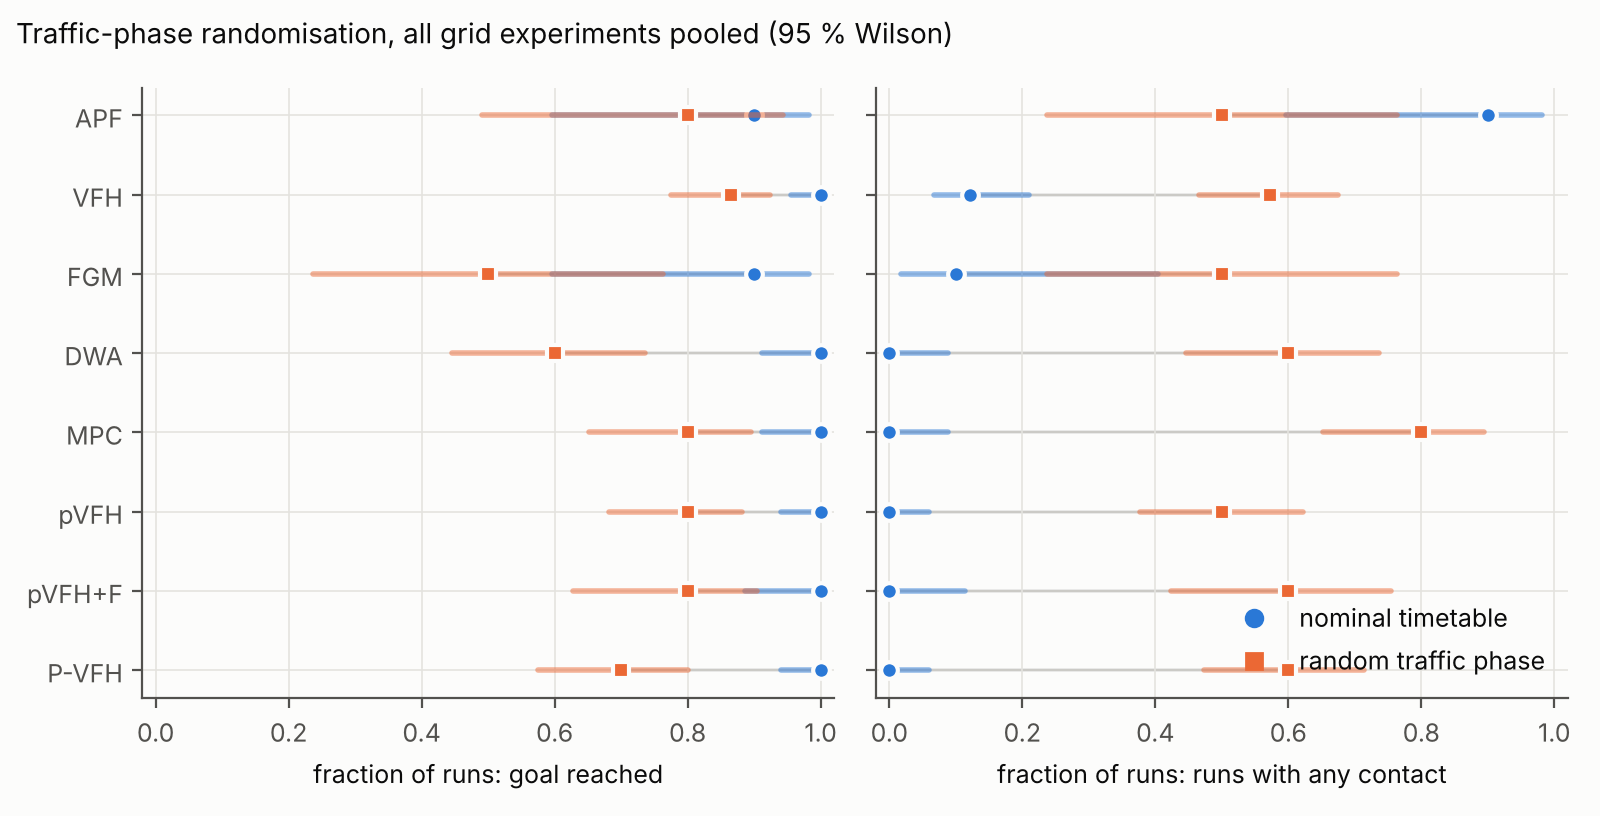 Traffic-phase randomisation, all grid experiments pooled (95 % Wilson)
APF
VFH
FGM
DWA
MPC
pVFH
pVFH+F
P-VFH
nominal timetable
random traffic phase
0.0 0.2 0.4 0.6 0.8 1.0 0.0 0.2 0.4 0.6 0.8 1.0
fraction of runs: goal reached
fraction of runs: runs with any contact